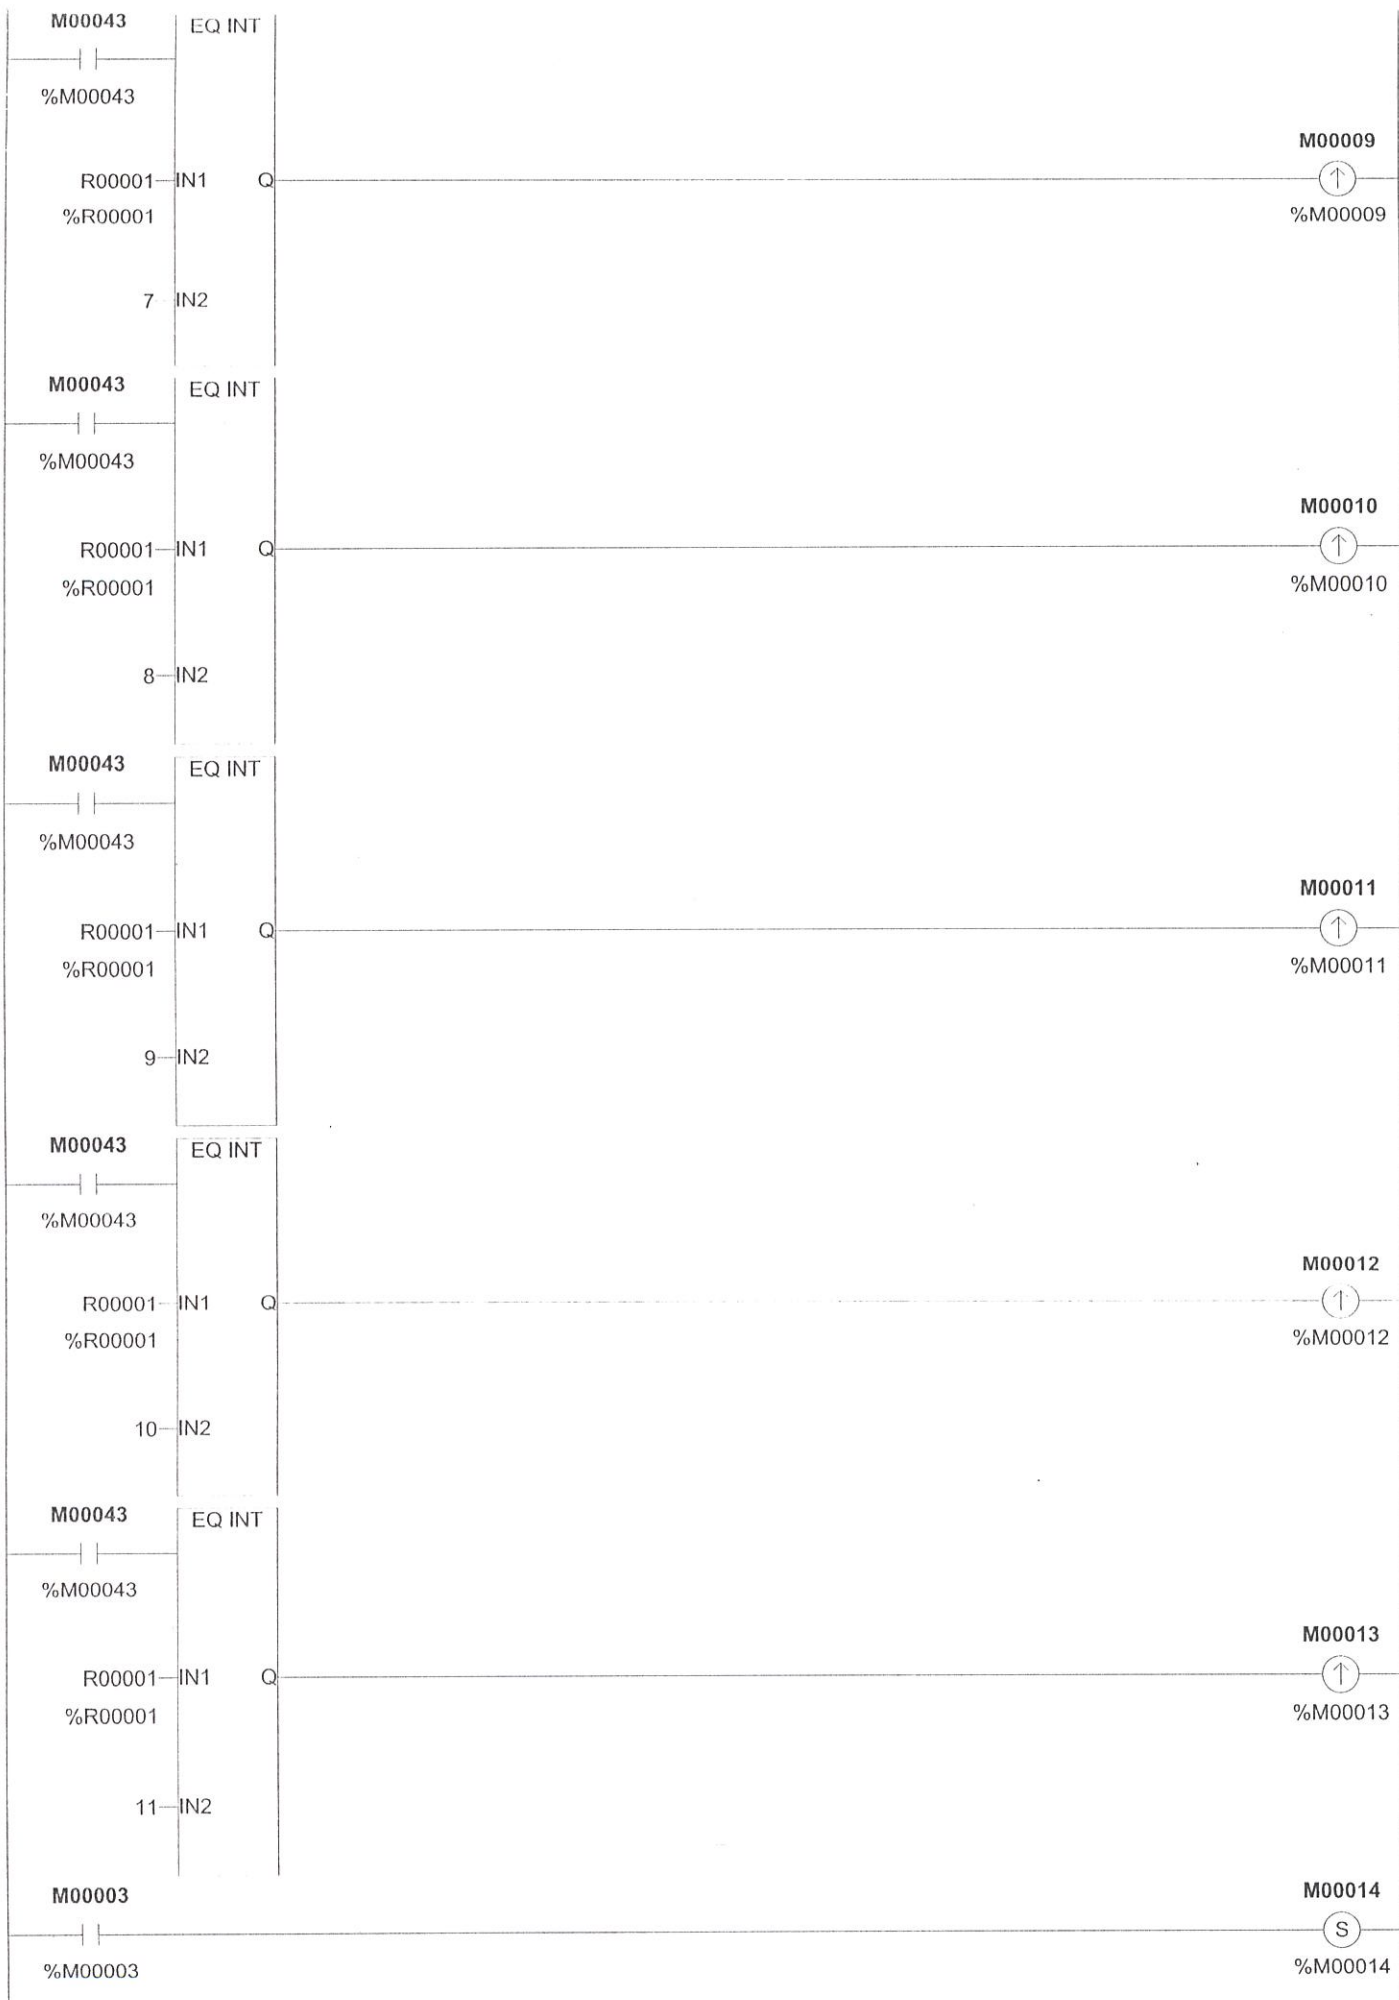 M00043 EQ INT
%M00043
M00009
R00001 IN1 Q
%R00001 %M00009
7 IN2
M00043 EQ INT
%M00043
M00010
R00001 IN1 Q
%R00001 %M00010
8 IN2
M00043 EQ INT
%M00043
M00011
R00001 IN1 Q
%R00001 %M00011
9 IN2
M00043 EQ INT
%M00043
M00012
R00001 IN1 Q
%R00001 %M00012
10 IN2
M00043 EQ INT
%M00043
M00013
R00001 IN1 Q
%R00001 %M00013
11 IN2
M00003 M00014
S
%M00003 %M00014